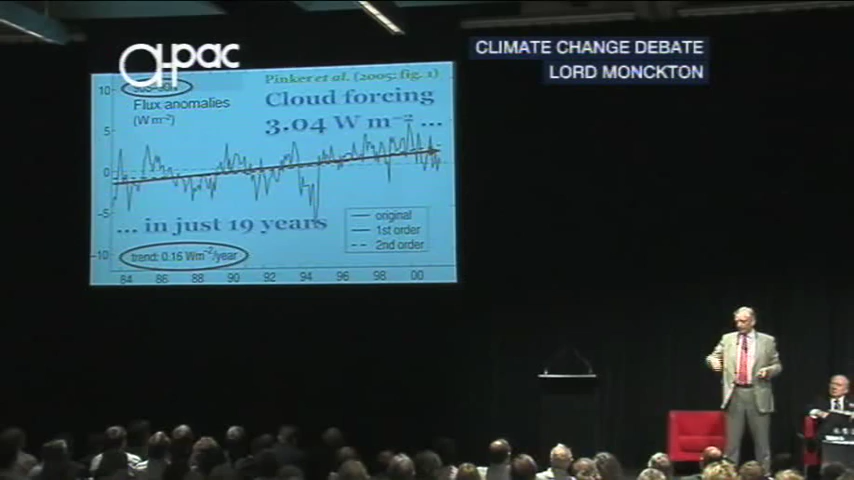 a-pac
CLIMATE CHANGE DEBATE
LORD MONCKTON
Pinker et al. (2005: fig. 1)
10
Flux anomalies
(W m⁻²)
Cloud forcing
3.04 W m⁻² ...
5
0
-5
... in just 19 years
original
1st order
2nd order
-10
trend: 0.16 Wm⁻²/year
84 86 88 90 92 94 96 98 00